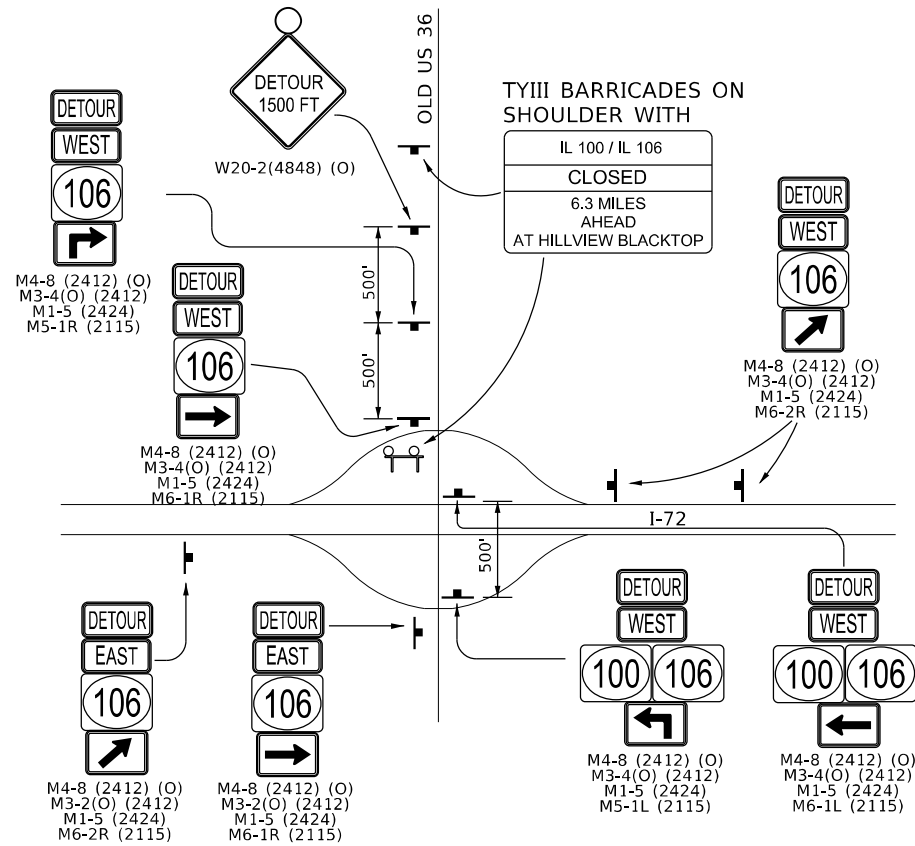 OLD US 36
DETOUR
1500 FT
W20-2(4848) (O)
TYIII BARRICADES ON
SHOULDER WITH
IL 100 / IL 106
CLOSED
6.3 MILES
AHEAD
AT HILLVIEW BLACKTOP
DETOUR
WEST
106
M4-8 (2412) (O)
M3-4(O) (2412)
M1-5 (2424)
M5-1R (2115)
DETOUR
WEST
106
M4-8 (2412) (O)
M3-4(O) (2412)
M1-5 (2424)
M6-1R (2115)
500'
500'
DETOUR
WEST
106
M4-8 (2412) (O)
M3-4(O) (2412)
M1-5 (2424)
M6-2R (2115)
I-72
500'
DETOUR
EAST
106
M4-8 (2412) (O)
M3-2(O) (2412)
M1-5 (2424)
M6-2R (2115)
DETOUR
EAST
106
M4-8 (2412) (O)
M3-2(O) (2412)
M1-5 (2424)
M6-1R (2115)
DETOUR
WEST
100 106
M4-8 (2412) (O)
M3-4(O) (2412)
M1-5 (2424)
M5-1L (2115)
DETOUR
WEST
100 106
M4-8 (2412) (O)
M3-4(O) (2412)
M1-5 (2424)
M6-1L (2115)